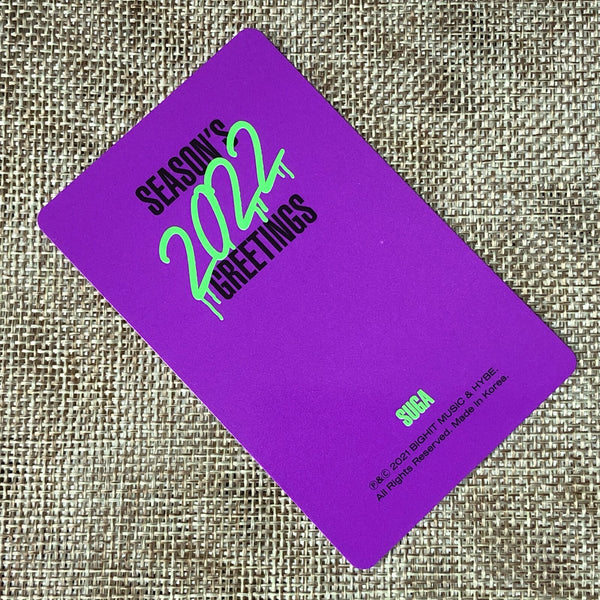 SEASON'S
2022
GREETINGS
SUGA
Ⓟ&© 2021 BIGHIT MUSIC & HYBE.
All Rights Reserved. Made in Korea.